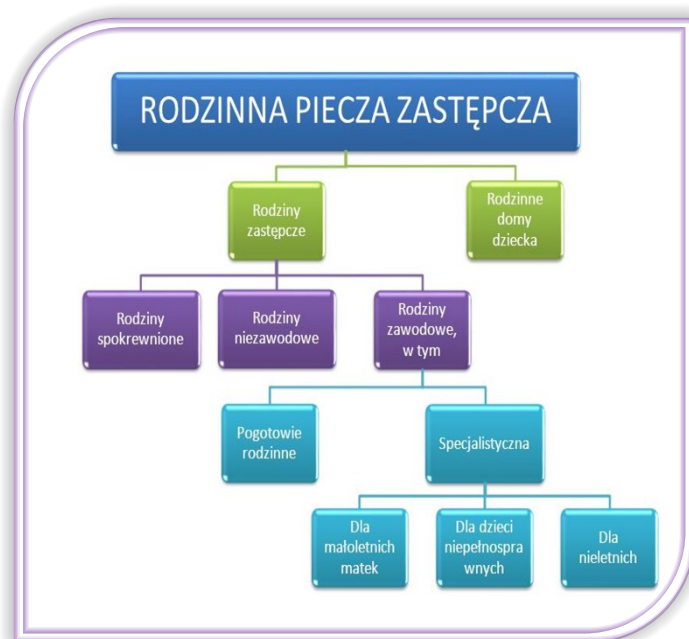 RODZINNA PIECZA ZASTĘPCZA
Rodziny
zastępcze
Rodzinne
domy
dziecka
Rodziny
spokrewnione
Rodziny
niezawodowe
Rodziny
zawodowe,
w tym
Pogotowie
rodzinne
Specjalistyczna
Dla
małoletnich
matek
Dla dzieci
niepełnospra
wnych
Dla
nieletnich